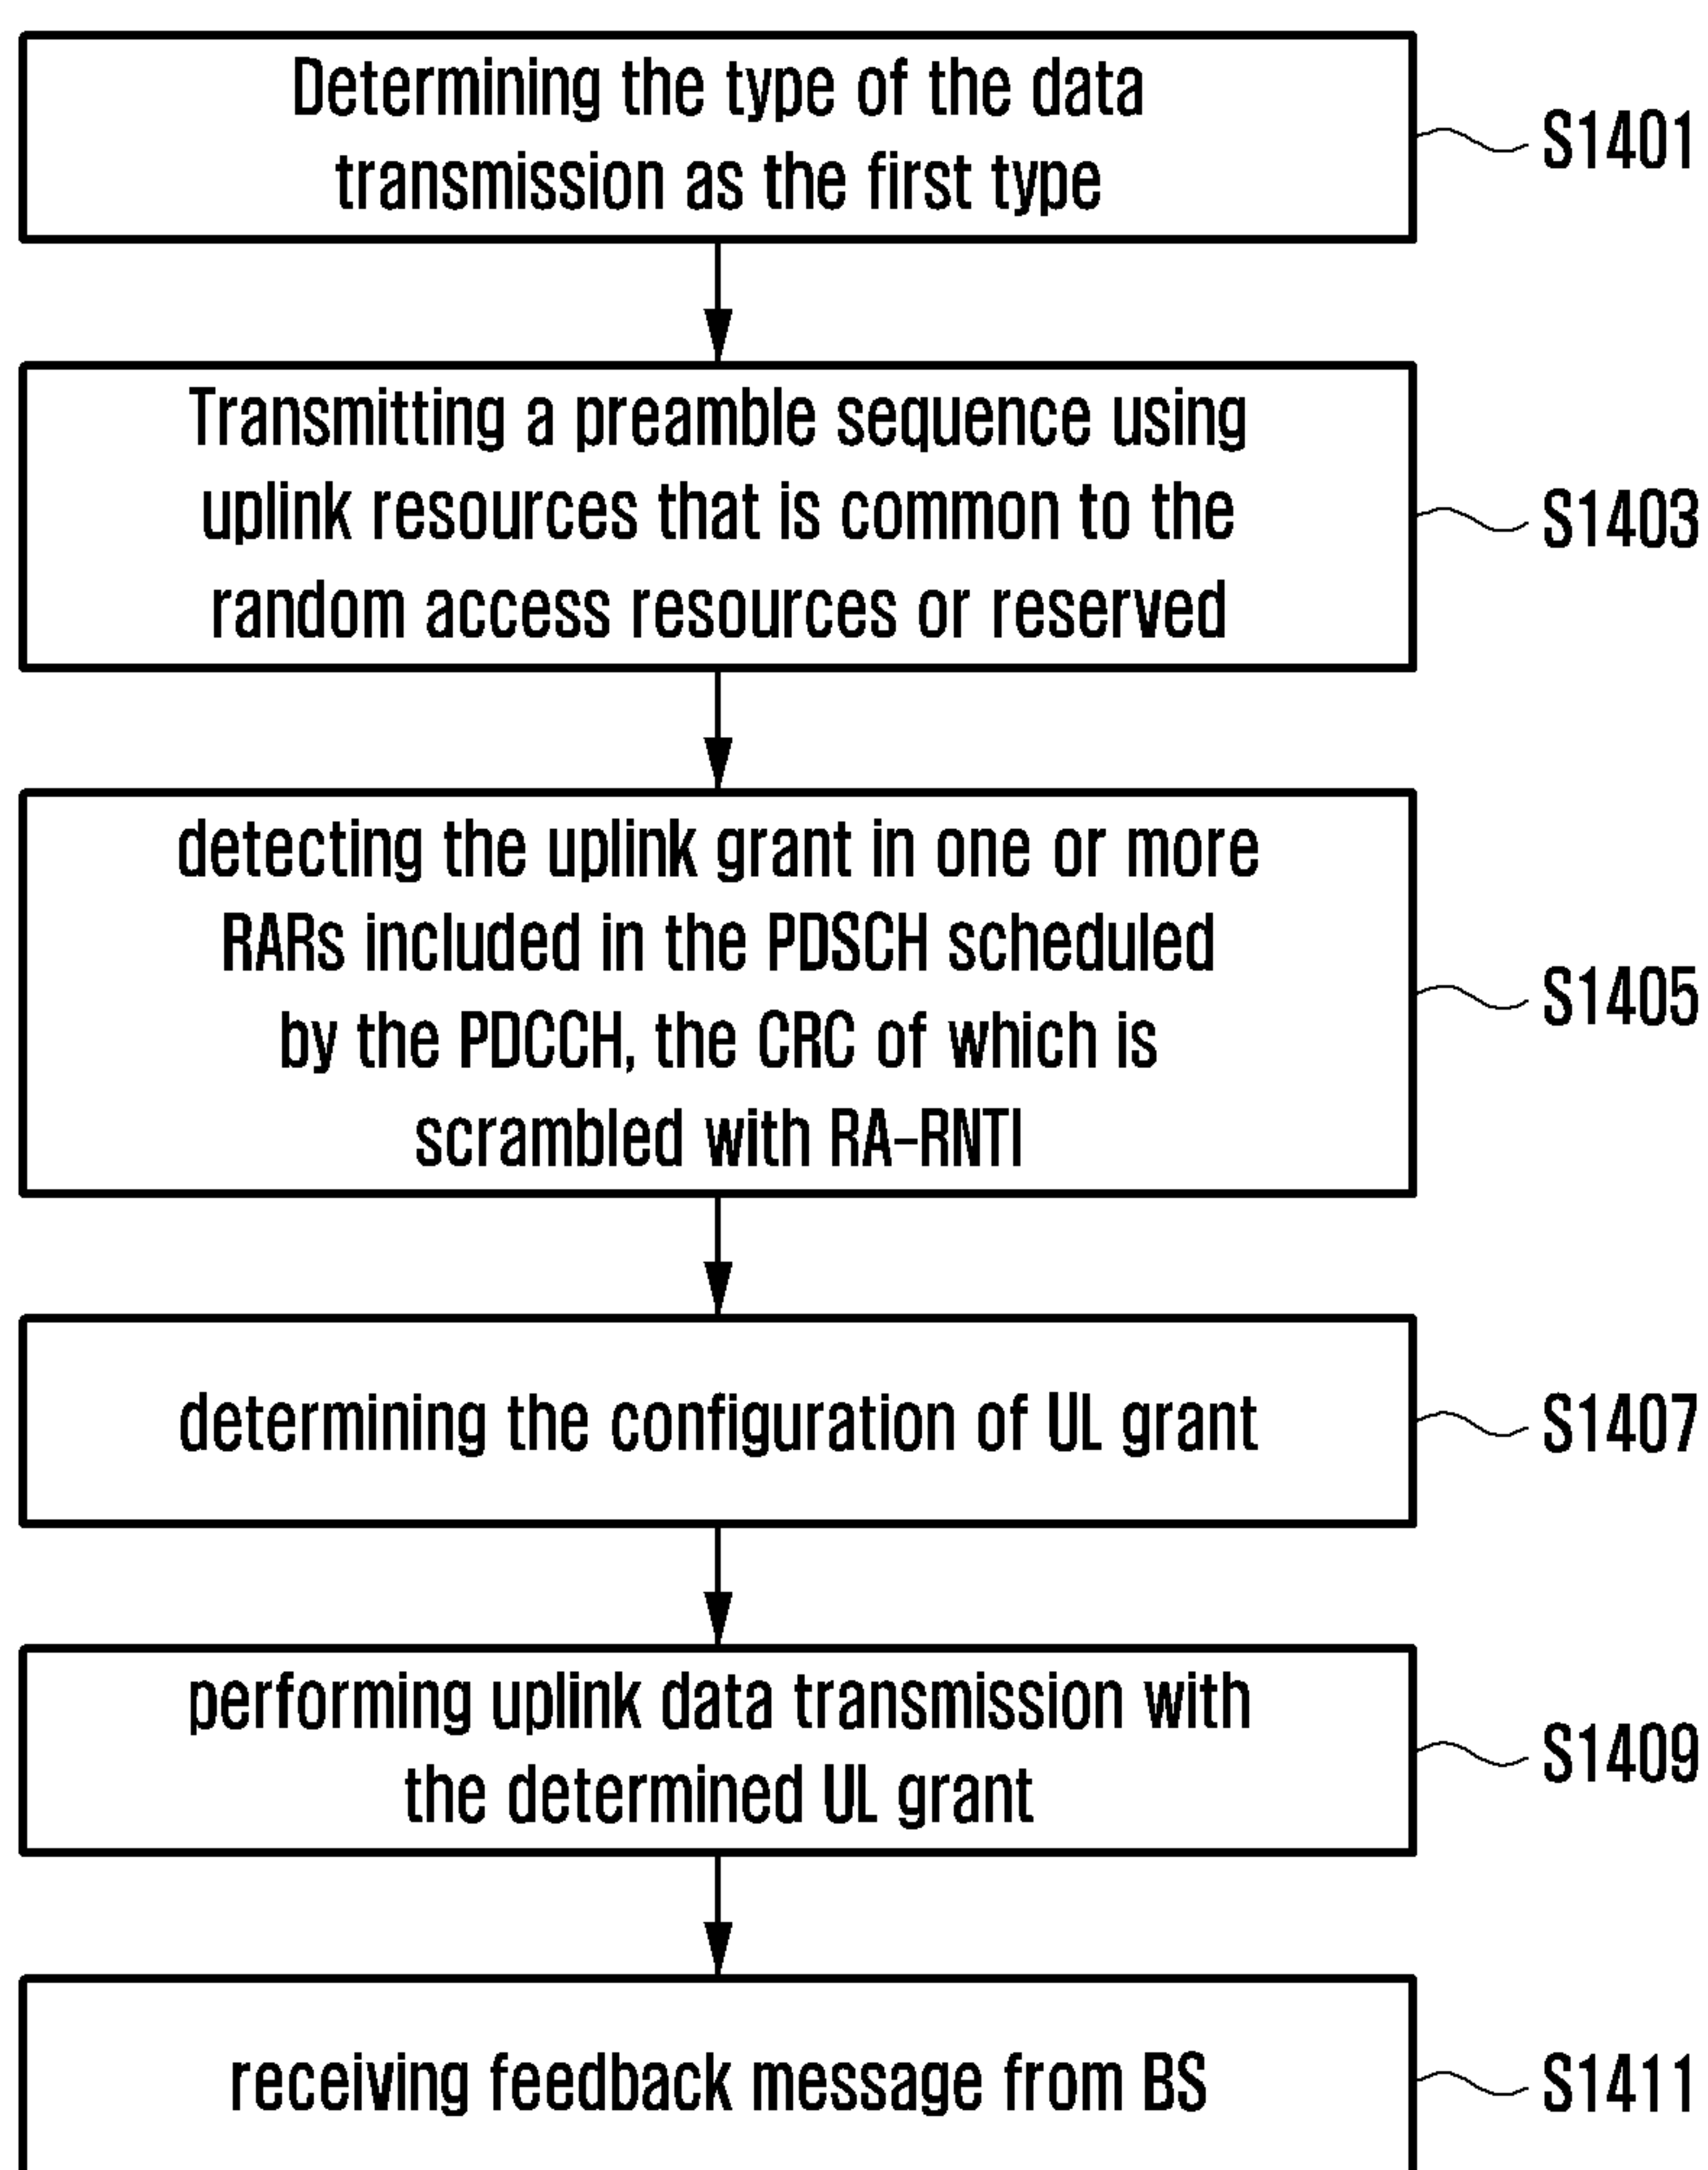 Determining the type of the data
transmission as the first type
S1401
Transmitting a preamble sequence using
uplink resources that is common to the
random access resources or reserved
S1403
detecting the uplink grant in one or more
RARs included in the PDSCH scheduled
by the PDCCH, the CRC of which is
scrambled with RA-RNTI
S1405
determining the configuration of UL grant
S1407
performing uplink data transmission with
the determined UL grant
S1409
receiving feedback message from BS
S1411